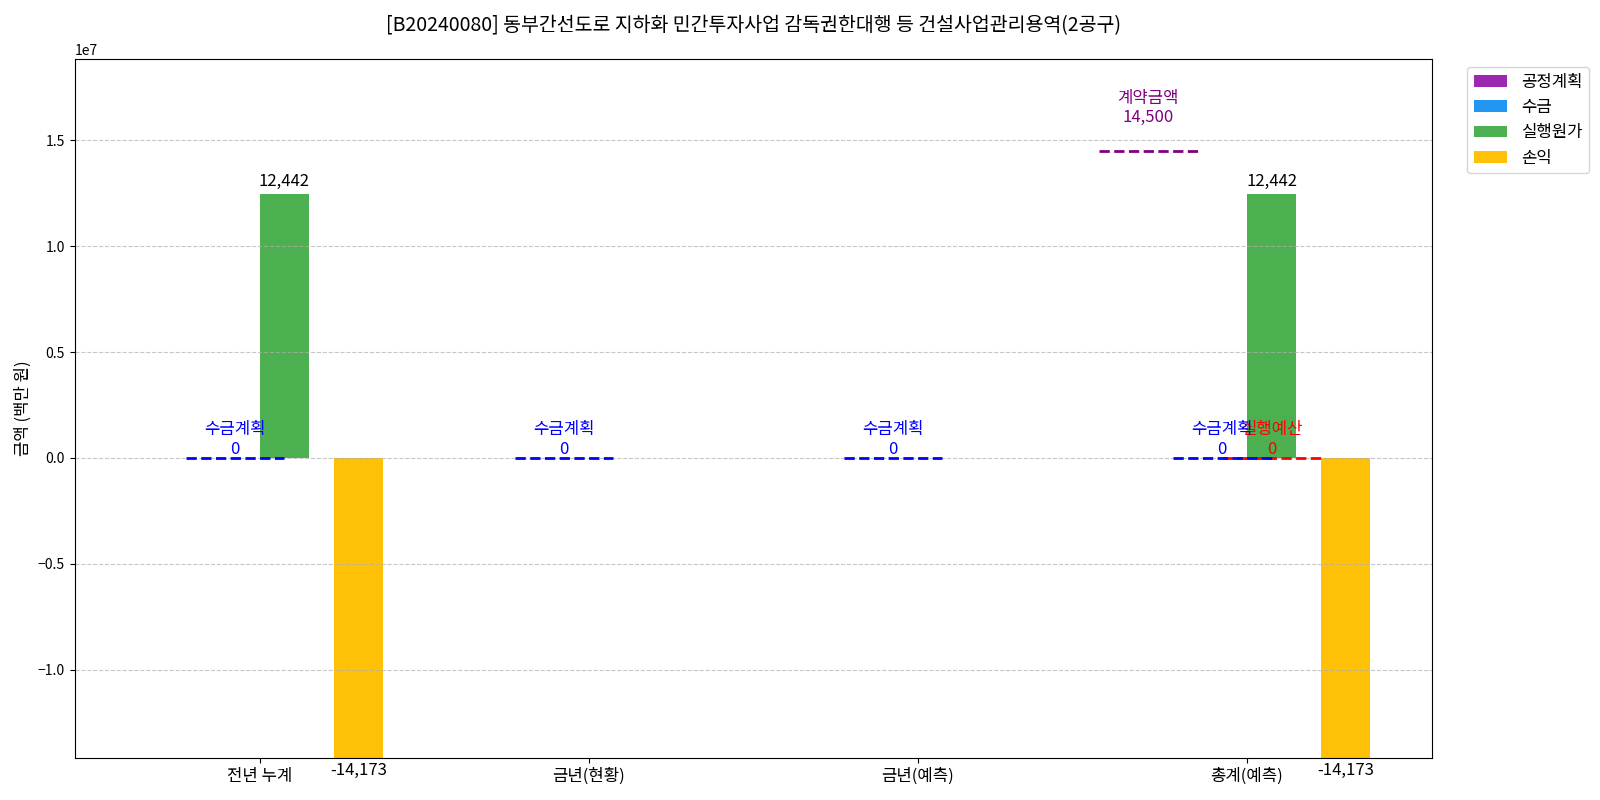 [B20240080] 동부간선도로 지하화 민간투자사업 감독권한대행 등 건설사업관리용역(2공구)
1e7
금액 (백만 원)
1.5
1.0
0.5
0.0
−0.5
−1.0
계약금액
14,500
12,442
12,442
수금계획
0
수금계획
0
수금계획
0
수금계획
0
실행예산
0
-14,173
-14,173
전년 누계
금년(현황)
금년(예측)
총계(예측)
공정계획
수금
실행원가
손익